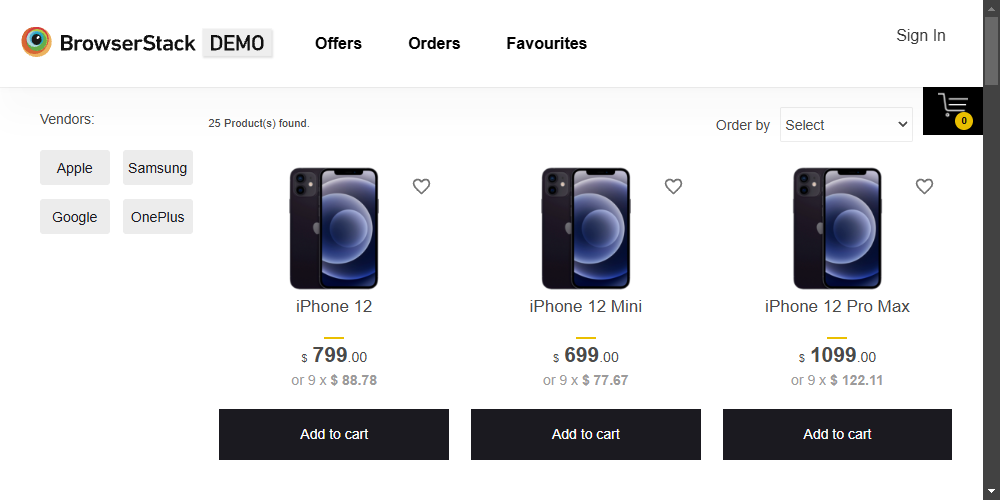 BrowserStack DEMO
Offers Orders Favourites
Sign In
0
Vendors:
Apple Samsung
Google OnePlus
25 Product(s) found.
Order by Select
iPhone 12
$ 799.00
or 9 x $ 88.78
Add to cart
iPhone 12 Mini
$ 699.00
or 9 x $ 77.67
Add to cart
iPhone 12 Pro Max
$ 1099.00
or 9 x $ 122.11
Add to cart